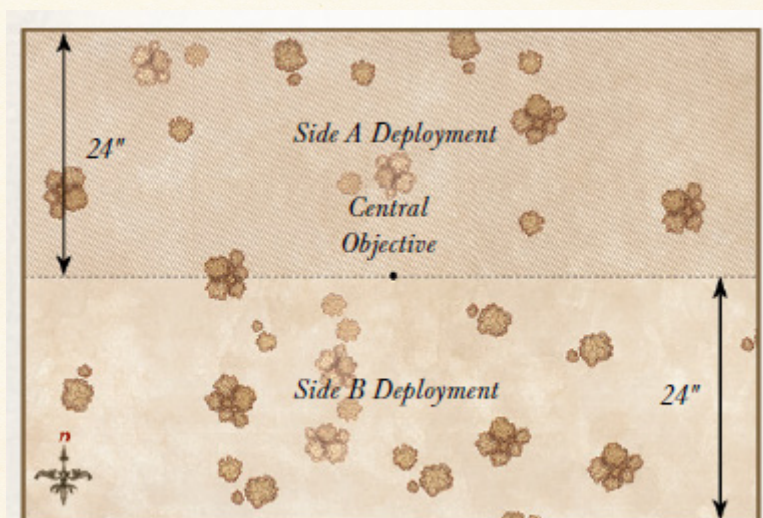 Side A Deployment
24"
Central
Objective
Side B Deployment
24"
n